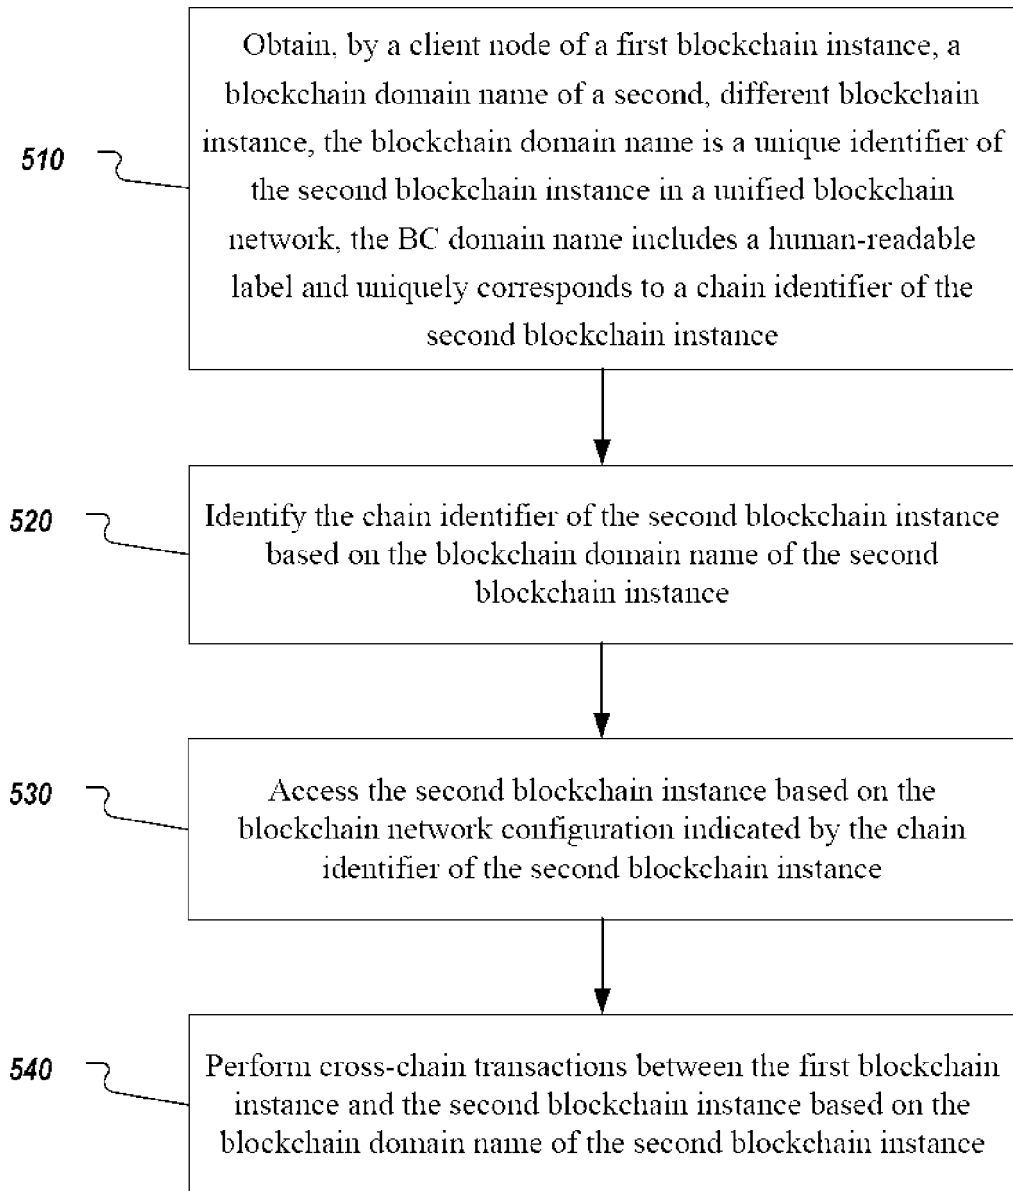 Obtain, by a client node of a first blockchain instance, a
blockchain domain name of a second, different blockchain
instance, the blockchain domain name is a unique identifier of
the second blockchain instance in a unified blockchain
network, the BC domain name includes a human-readable
label and uniquely corresponds to a chain identifier of the
second blockchain instance
510
Identify the chain identifier of the second blockchain instance
based on the blockchain domain name of the second
blockchain instance
520
Access the second blockchain instance based on the
blockchain network configuration indicated by the chain
identifier of the second blockchain instance
530
Perform cross-chain transactions between the first blockchain
instance and the second blockchain instance based on the
blockchain domain name of the second blockchain instance
540